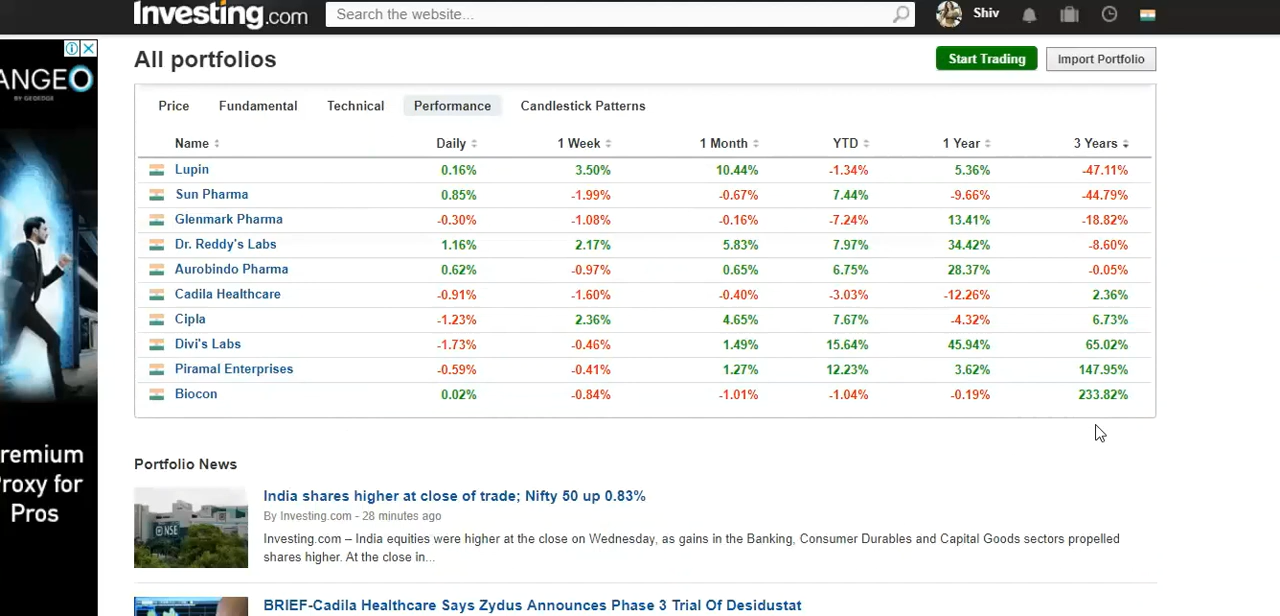 Investing.com
Search the website...
Shiv
ANGEO
BY GEOEDGE
All portfolios
Start Trading
Import Portfolio
Price Fundamental Technical Performance Candlestick Patterns
Name Daily 1 Week 1 Month YTD 1 Year 3 Years
Lupin 0.16% 3.50% 10.44% -1.34% 5.36% -47.11%
Sun Pharma 0.85% -1.99% -0.67% 7.44% -9.66% -44.79%
Glenmark Pharma -0.30% -1.08% -0.16% -7.24% 13.41% -18.82%
Dr. Reddy's Labs 1.16% 2.17% 5.83% 7.97% 34.42% -8.60%
Aurobindo Pharma 0.62% -0.97% 0.65% 6.75% 28.37% -0.05%
Cadila Healthcare -0.91% -1.60% -0.40% -3.03% -12.26% 2.36%
Cipla -1.23% 2.36% 4.65% 7.67% -4.32% 6.73%
Divi's Labs -1.73% -0.46% 1.49% 15.64% 45.94% 65.02%
Piramal Enterprises -0.59% -0.41% 1.27% 12.23% 3.62% 147.95%
Biocon 0.02% -0.84% -1.01% -1.04% -0.19% 233.82%
remium
roxy for
Pros
Portfolio News
NSE
India shares higher at close of trade; Nifty 50 up 0.83%
By Investing.com - 28 minutes ago
Investing.com – India equities were higher at the close on Wednesday, as gains in the Banking, Consumer Durables and Capital Goods sectors propelled
shares higher. At the close in...
BRIEF-Cadila Healthcare Says Zydus Announces Phase 3 Trial Of Desidustat